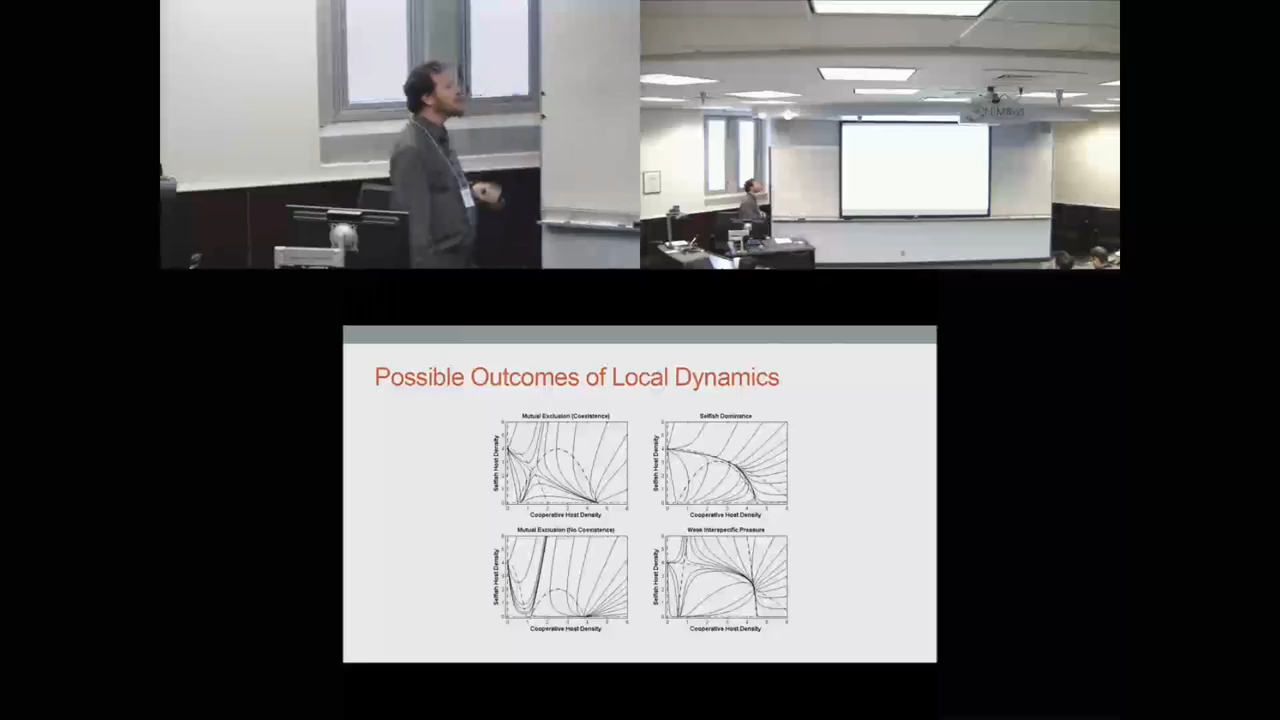 NIMBioS
Possible Outcomes of Local Dynamics
Mutual Exclusion (Coexistence)
Selfish Dominance
Selfish Host Density
Selfish Host Density
Cooperative Host Density
Cooperative Host Density
Mutual Exclusion (No Coexistence)
Weak Interspecific Pressure
Selfish Host Density
Selfish Host Density
Cooperative Host Density
Cooperative Host Density